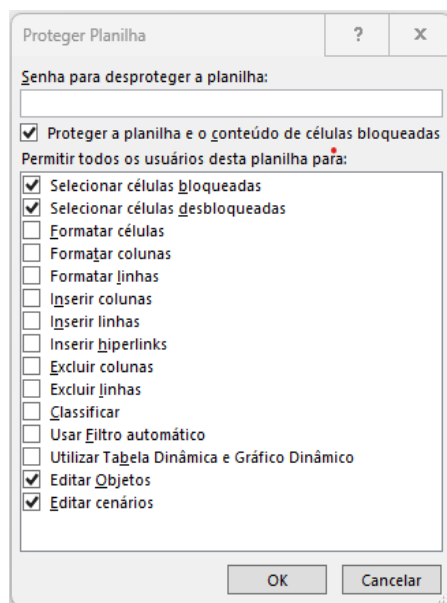 Proteger Planilha ? X
Senha para desproteger a planilha:
Proteger a planilha e o conteúdo de células bloqueadas
Permitir todos os usuários desta planilha para:
Selecionar células bloqueadas
Selecionar células desbloqueadas
Formatar células
Formatar colunas
Formatar linhas
Inserir colunas
Inserir linhas
Inserir hiperlinks
Excluir colunas
Excluir linhas
Classificar
Usar Filtro automático
Utilizar Tabela Dinâmica e Gráfico Dinâmico
Editar Objetos
Editar cenários
OK Cancelar